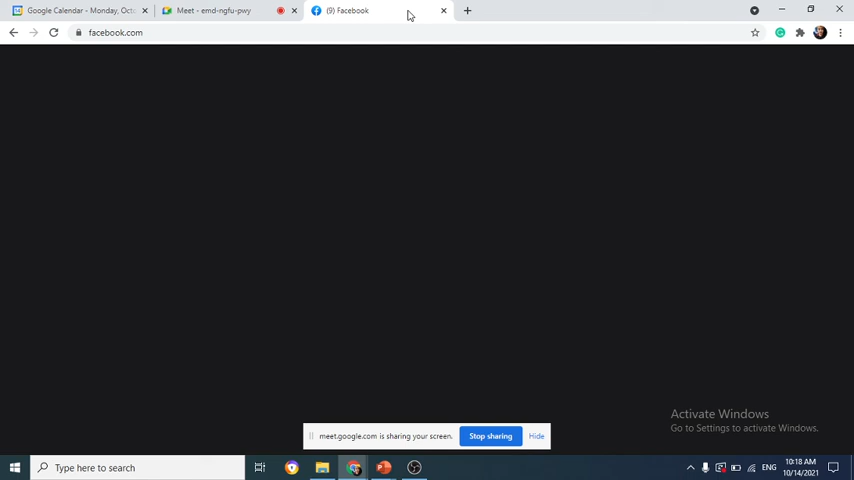 Google Calendar - Monday, Octo
Meet - emd-ngfu-pwy
(9) Facebook
facebook.com
Activate Windows
Go to Settings to activate Windows.
meet.google.com is sharing your screen.
Stop sharing
Hide
Type here to search
ENG
10:18 AM
10/14/2021